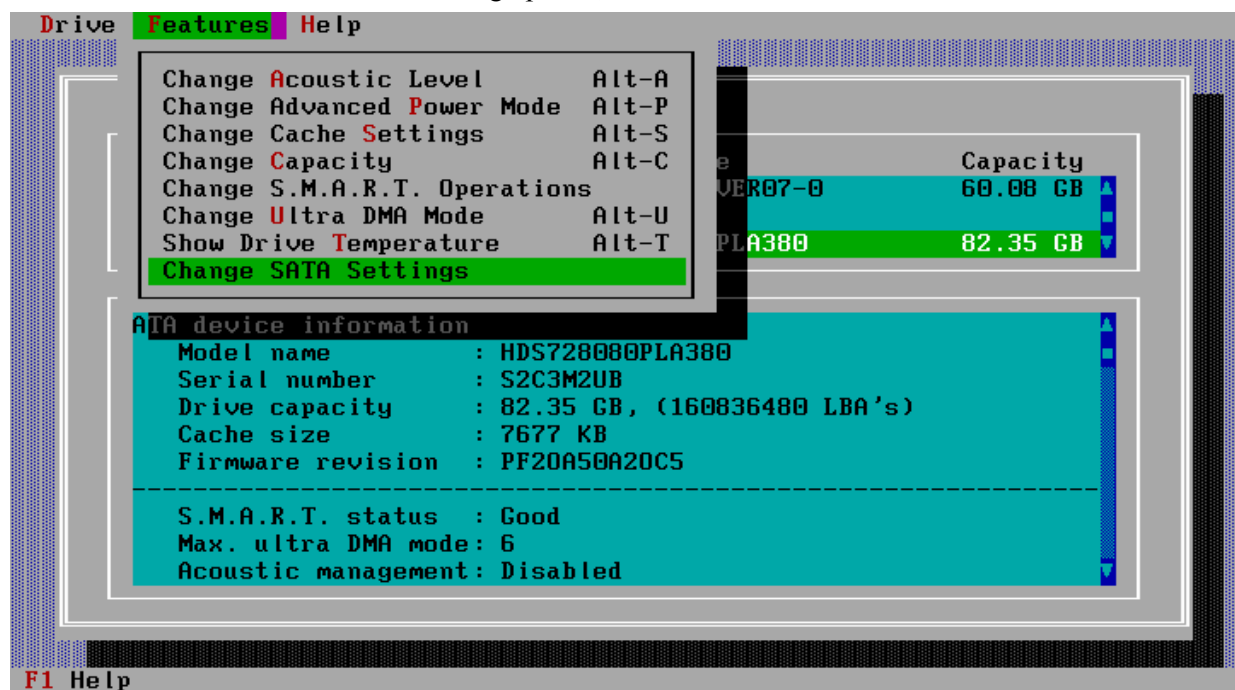 Drive Features Help
Change Acoustic Level Alt-A
Change Advanced Power Mode Alt-P
Change Cache Settings Alt-S
Change Capacity Alt-C
e Capacity
Change S.M.A.R.T. Operations
VER07-0 60.08 GB
Change Ultra DMA Mode Alt-U
Show Drive Temperature Alt-T
PLA380 82.35 GB
Change SATA Settings
ATA device information
Model name : HDS728080PLA380
Serial number : S2C3M2UB
Drive capacity : 82.35 GB, (160836480 LBA's)
Cache size : 7677 KB
Firmware revision : PF2OA50A2OC5
S.M.A.R.T. status : Good
Max. ultra DMA mode: 6
Acoustic management: Disabled
F1 Help